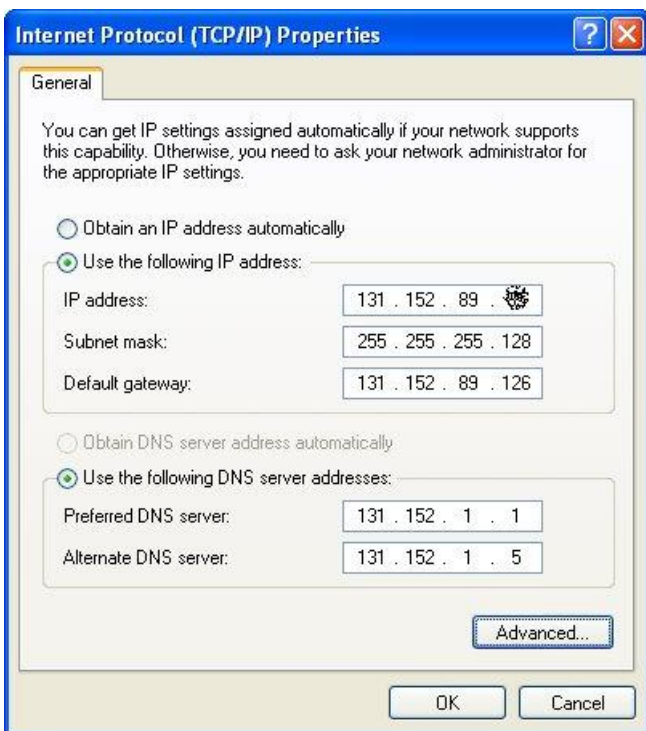 Internet Protocol (TCP/IP) Properties
General
You can get IP settings assigned automatically if your network supports
this capability. Otherwise, you need to ask your network administrator for
the appropriate IP settings.
Obtain an IP address automatically
Use the following IP address:
IP address: 131 . 152 . 89 .
Subnet mask: 255 . 255 . 255 . 128
Default gateway: 131 . 152 . 89 . 126
Obtain DNS server address automatically
Use the following DNS server addresses:
Preferred DNS server: 131 . 152 . 1 . 1
Alternate DNS server: 131 . 152 . 1 . 5
Advanced...
OK Cancel